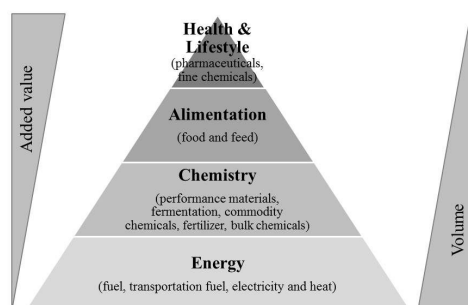 Health &
Lifestyle
(pharmaceuticals,
fine chemicals)
Alimentation
(food and feed)
Chemistry
(performance materials,
fermentation, commodity
chemicals, fertilizer, bulk chemicals)
Energy
(fuel, transportation fuel, electricity and heat)
Added value
Volume